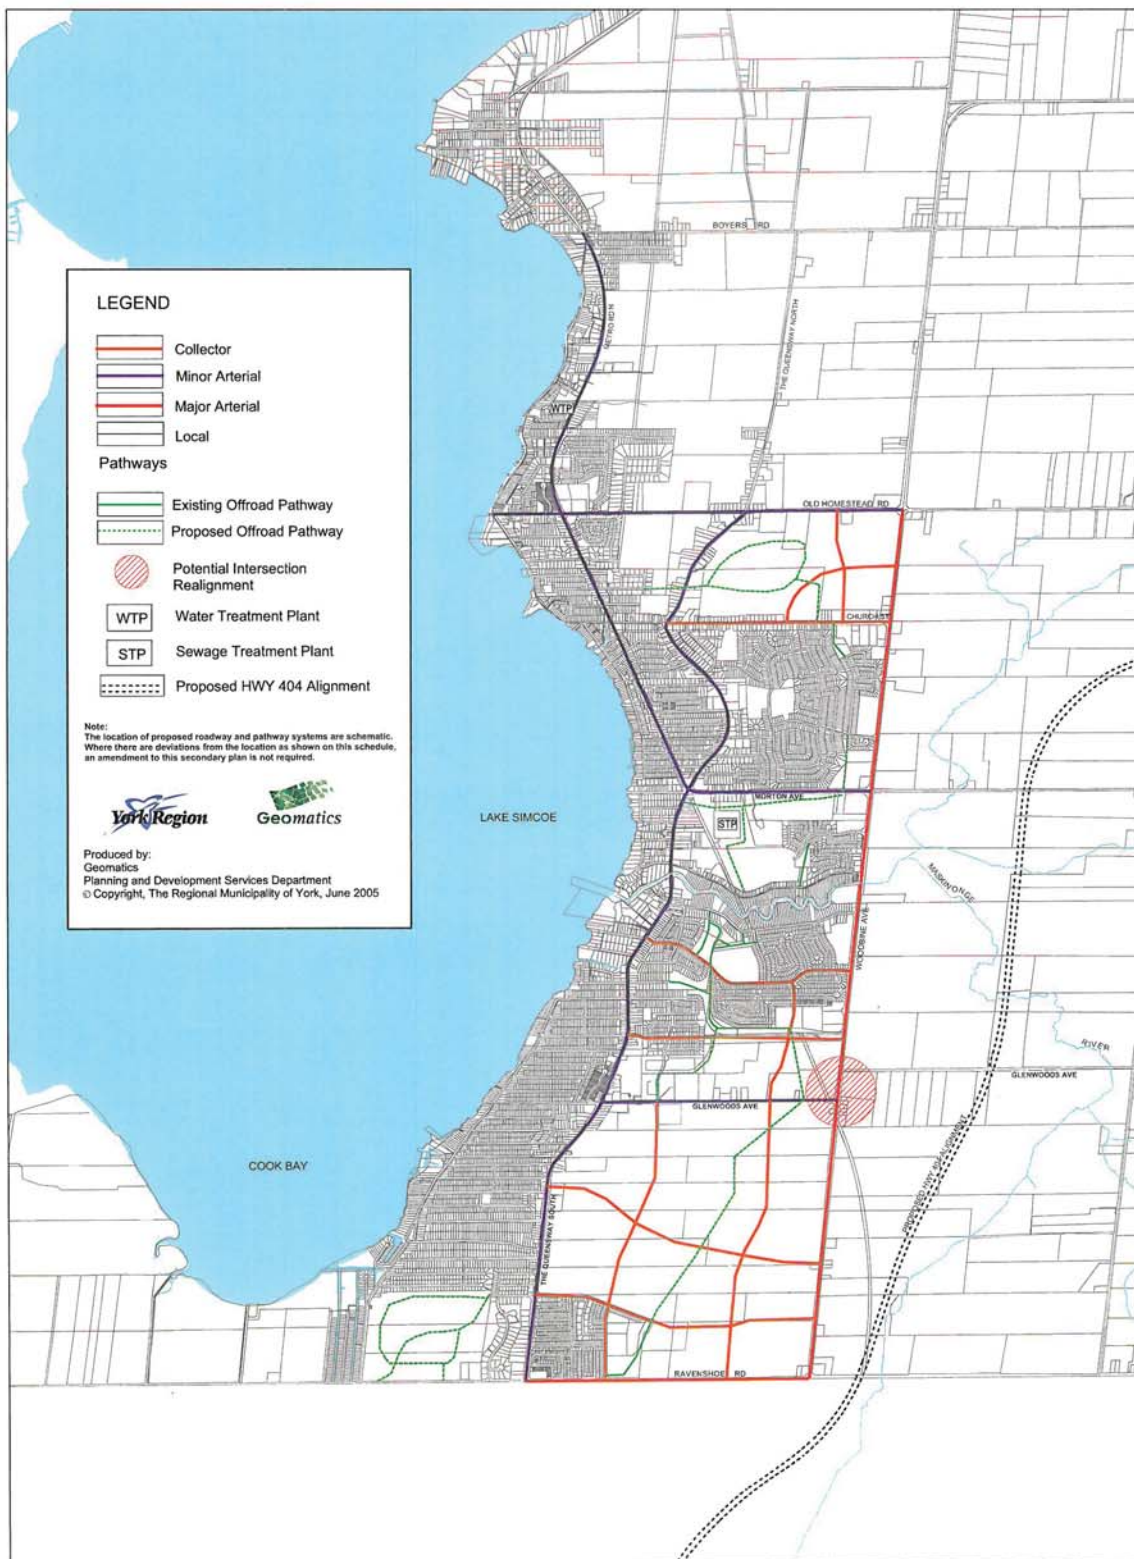 BOYERS RD
LEGEND
Collector
Minor Arterial
Major Arterial
Local
Pathways
Existing Offroad Pathway
Proposed Offroad Pathway
Potential Intersection
Realignment
WTP Water Treatment Plant
STP Sewage Treatment Plant
Proposed HWY 404 Alignment
Note:
The location of proposed roadway and pathway systems are schematic.
Where there are deviations from the location as shown on this schedule,
an amendment to this secondary plan is not required.
York Region
Geomatics
Produced by:
Geomatics
Planning and Development Services Department
© Copyright, The Regional Municipality of York, June 2005
METRO RD N
THE QUEENSWAY NORTH
WTP
OLD HOMESTEAD RD
CHURCH ST
MORTON AVE
LAKE SIMCOE
STP
MASKINONGE
WOODBINE AVE
RIVER
GLENWOODS AVE
GLENWOODS AVE
PROPOSED HWY 404 ALIGNMENT
COOK BAY
THE QUEENSWAY SOUTH
RAVENSHOE RD